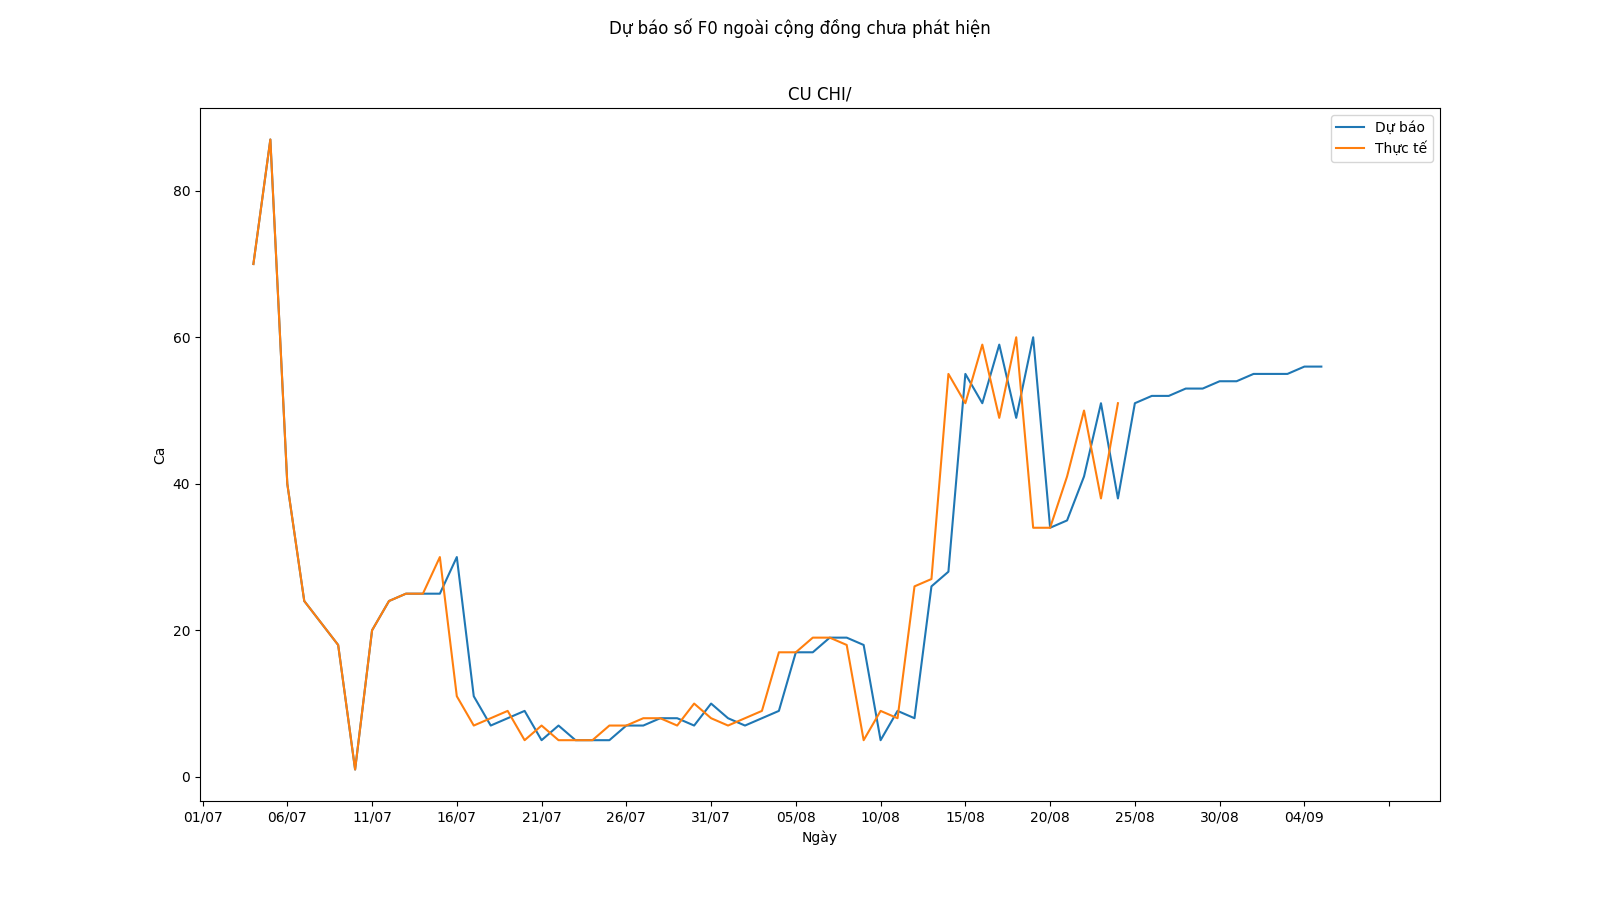 Dự báo số F0 ngoài cộng đồng chưa phát hiện
CU CHI/
Dự báo
Thực tế
80
60
40
20
0
Ca
01/07 06/07 11/07 16/07 21/07 26/07 31/07 05/08 10/08 15/08 20/08 25/08 30/08 04/09
Ngày